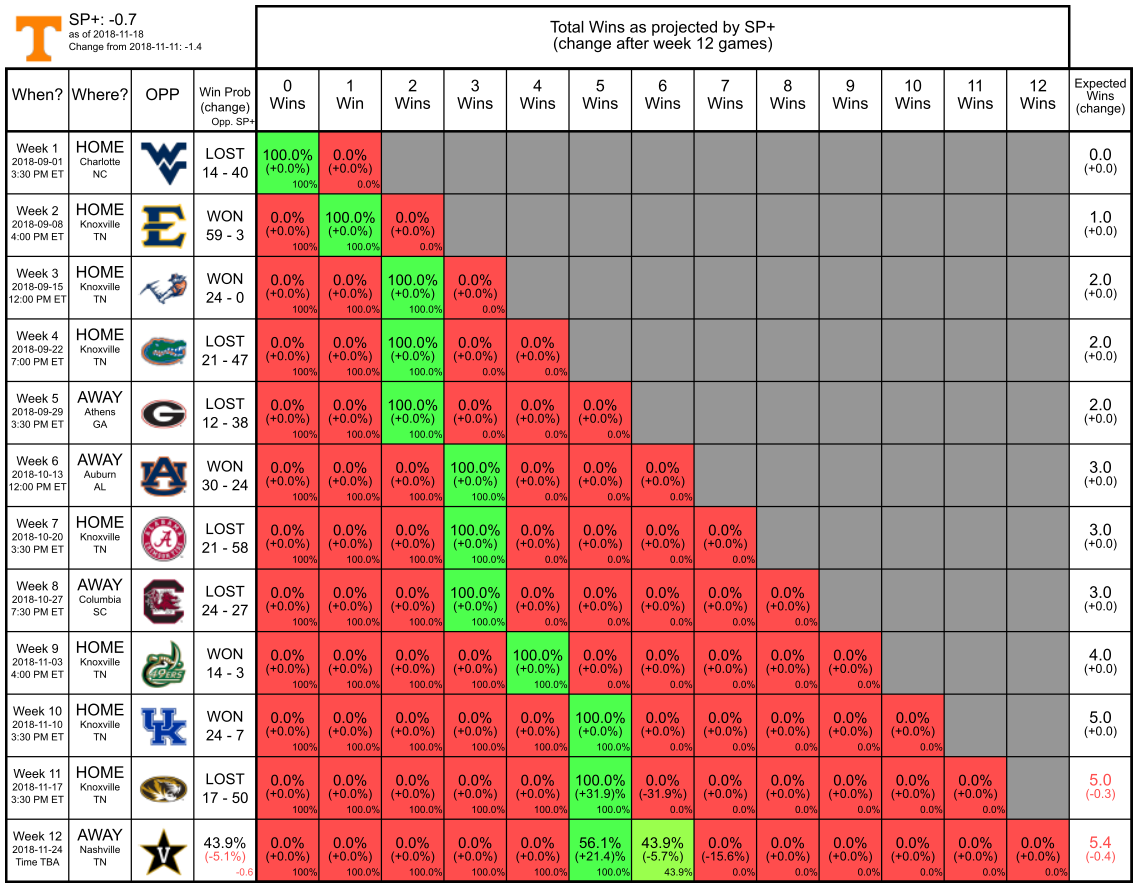 T SP+: -0.7
as of 2018-11-18
Change from 2018-11-11: -1.4
Total Wins as projected by SP+
(change after week 12 games)
When? Where? OPP Win Prob (change) Opp. SP+ 0 Wins 1 Win 2 Wins 3 Wins 4 Wins 5 Wins 6 Wins 7 Wins 8 Wins 9 Wins 10 Wins 11 Wins 12 Wins Expected Wins (change)
Week 1 HOME LOST 100.0% 0.0% 0.0
2018-09-01 Charlotte WV 14 - 40 (+0.0%) (+0.0%) (+0.0)
3:30 PM ET NC 100% 0.0%
Week 2 HOME WON 0.0% 100.0% 0.0% 1.0
2018-09-08 Knoxville E 59 - 3 (+0.0%) (+0.0%) (+0.0%) (+0.0)
4:00 PM ET TN 100% 100.0% 0.0%
Week 3 HOME WON 0.0% 0.0% 100.0% 0.0% 2.0
2018-09-15 Knoxville 24 - 0 (+0.0%) (+0.0%) (+0.0%) (+0.0%) (+0.0)
12:00 PM ET TN 100% 100.0% 100.0% 0.0%
Week 4 HOME LOST 0.0% 0.0% 100.0% 0.0% 0.0% 2.0
2018-09-22 Knoxville 21 - 47 (+0.0%) (+0.0%) (+0.0%) (+0.0%) (+0.0%) (+0.0)
7:00 PM ET TN 100% 100.0% 100.0% 0.0% 0.0%
Week 5 AWAY LOST 0.0% 0.0% 100.0% 0.0% 0.0% 0.0% 2.0
2018-09-29 Athens G 12 - 38 (+0.0%) (+0.0%) (+0.0%) (+0.0%) (+0.0%) (+0.0%) (+0.0)
3:30 PM ET GA 100% 100.0% 100.0% 0.0% 0.0% 0.0%
Week 6 AWAY WON 0.0% 0.0% 0.0% 100.0% 0.0% 0.0% 0.0% 3.0
2018-10-13 Auburn AU 30 - 24 (+0.0%) (+0.0%) (+0.0%) (+0.0%) (+0.0%) (+0.0%) (+0.0%) (+0.0)
12:00 PM ET AL 100% 100.0% 100.0% 100.0% 0.0% 0.0% 0.0%
Week 7 HOME LOST 0.0% 0.0% 0.0% 100.0% 0.0% 0.0% 0.0% 0.0% 3.0
2018-10-20 Knoxville ALABAMA A 21 - 58 (+0.0%) (+0.0%) (+0.0%) (+0.0%) (+0.0%) (+0.0%) (+0.0%) (+0.0%) (+0.0)
3:30 PM ET TN 100% 100.0% 100.0% 100.0% 0.0% 0.0% 0.0% 0.0%
Week 8 AWAY LOST 0.0% 0.0% 0.0% 100.0% 0.0% 0.0% 0.0% 0.0% 0.0% 3.0
2018-10-27 Columbia C 24 - 27 (+0.0%) (+0.0%) (+0.0%) (+0.0%) (+0.0%) (+0.0%) (+0.0%) (+0.0%) (+0.0%) (+0.0)
7:30 PM ET SC 100% 100.0% 100.0% 100.0% 0.0% 0.0% 0.0% 0.0% 0.0%
Week 9 HOME WON 0.0% 0.0% 0.0% 0.0% 100.0% 0.0% 0.0% 0.0% 0.0% 0.0% 4.0
2018-11-03 Knoxville 49ERS 14 - 3 (+0.0%) (+0.0%) (+0.0%) (+0.0%) (+0.0%) (+0.0%) (+0.0%) (+0.0%) (+0.0%) (+0.0%) (+0.0)
4:00 PM ET TN 100% 100.0% 100.0% 100.0% 100.0% 0.0% 0.0% 0.0% 0.0% 0.0%
Week 10 HOME WON 0.0% 0.0% 0.0% 0.0% 0.0% 100.0% 0.0% 0.0% 0.0% 0.0% 0.0% 5.0
2018-11-10 Knoxville UK 24 - 7 (+0.0%) (+0.0%) (+0.0%) (+0.0%) (+0.0%) (+0.0%) (+0.0%) (+0.0%) (+0.0%) (+0.0%) (+0.0%) (+0.0)
3:30 PM ET TN 100% 100.0% 100.0% 100.0% 100.0% 100.0% 0.0% 0.0% 0.0% 0.0% 0.0%
Week 11 HOME LOST 0.0% 0.0% 0.0% 0.0% 0.0% 100.0% 0.0% 0.0% 0.0% 0.0% 0.0% 0.0% 5.0
2018-11-17 Knoxville 17 - 50 (+0.0%) (+0.0%) (+0.0%) (+0.0%) (+0.0%) (+31.9)% (-31.9%) (+0.0%) (+0.0%) (+0.0%) (+0.0%) (+0.0%) (-0.3)
3:30 PM ET TN 100% 100.0% 100.0% 100.0% 100.0% 100.0% 0.0% 0.0% 0.0% 0.0% 0.0% 0.0%
Week 12 AWAY 43.9% 0.0% 0.0% 0.0% 0.0% 0.0% 56.1% 43.9% 0.0% 0.0% 0.0% 0.0% 0.0% 0.0% 5.4
2018-11-24 Nashville V (-5.1%) (+0.0%) (+0.0%) (+0.0%) (+0.0%) (+0.0%) (+21.4)% (-5.7%) (-15.6%) (+0.0%) (+0.0%) (+0.0%) (+0.0%) (+0.0%) (-0.4)
Time TBA TN -0.6 100% 100.0% 100.0% 100.0% 100.0% 100.0% 43.9% 0.0% 0.0% 0.0% 0.0% 0.0% 0.0%